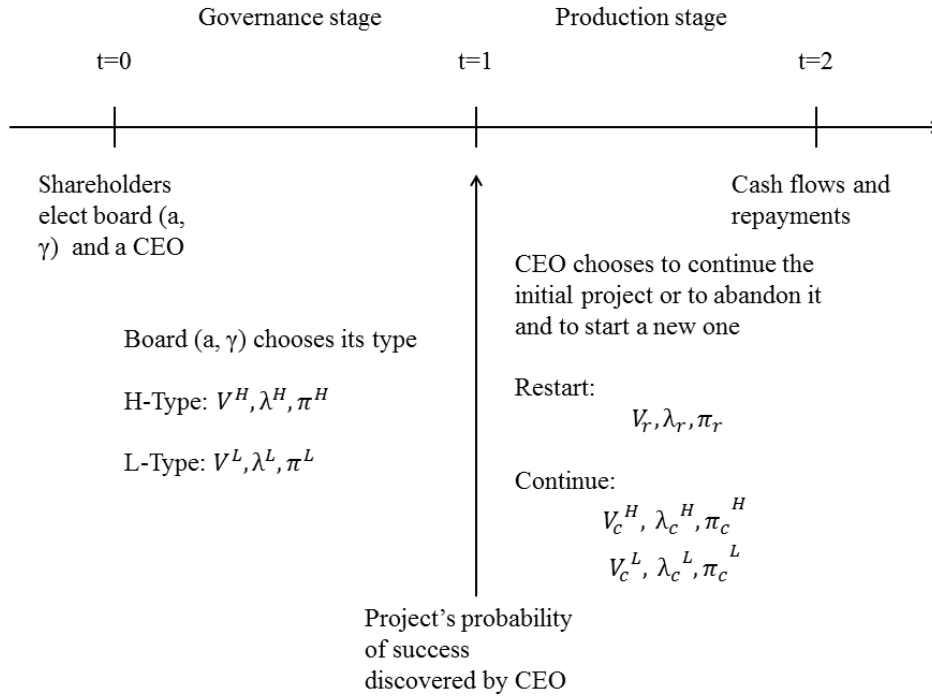 Governance stage
Production stage
t=0
t=1
t=2
Shareholders
elect board (a,
γ) and a CEO
Cash flows and
repayments
CEO chooses to continue the
initial project or to abandon it
and to start a new one
Board (a, γ) chooses its type
H-Type: V^H, λ^H, π^H
L-Type: V^L, λ^L, π^L
Restart:
V_r, λ_r, π_r
Continue:
V_c^H, λ_c^H, π_c^H
V_c^L, λ_c^L, π_c^L
Project's probability
of success
discovered by CEO